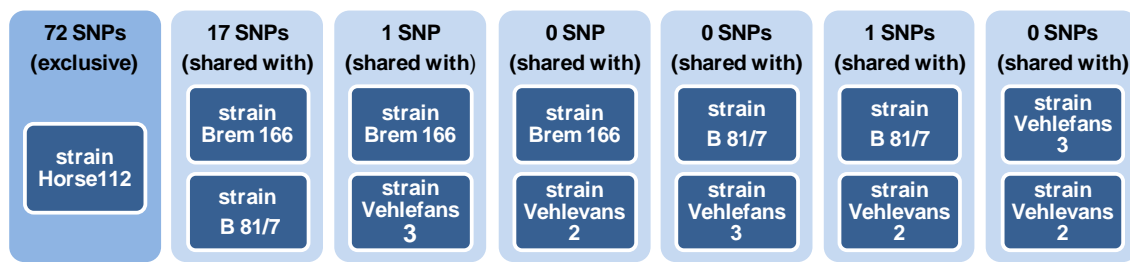 72 SNPs
(exclusive)
strain
Horse112
17 SNPs
(shared with)
strain
Brem 166
strain
B 81/7
1 SNP
(shared with)
strain
Brem 166
strain
Vehlefans
3
0 SNP
(shared with)
strain
Brem 166
strain
Vehlevans
2
0 SNPs
(shared with)
strain
B 81/7
strain
Vehlefans
3
1 SNPs
(shared with)
strain
B 81/7
strain
Vehlevans
2
0 SNPs
(shared with)
strain
Vehlefans
3
strain
Vehlevans
2